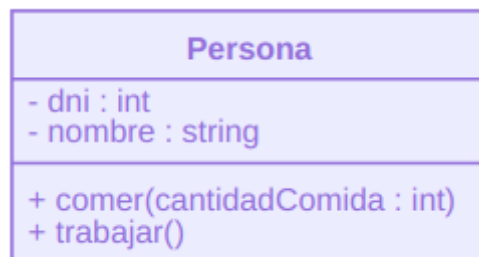 Persona
- dni : int
- nombre : string
+ comer(cantidadComida : int)
+ trabajar()